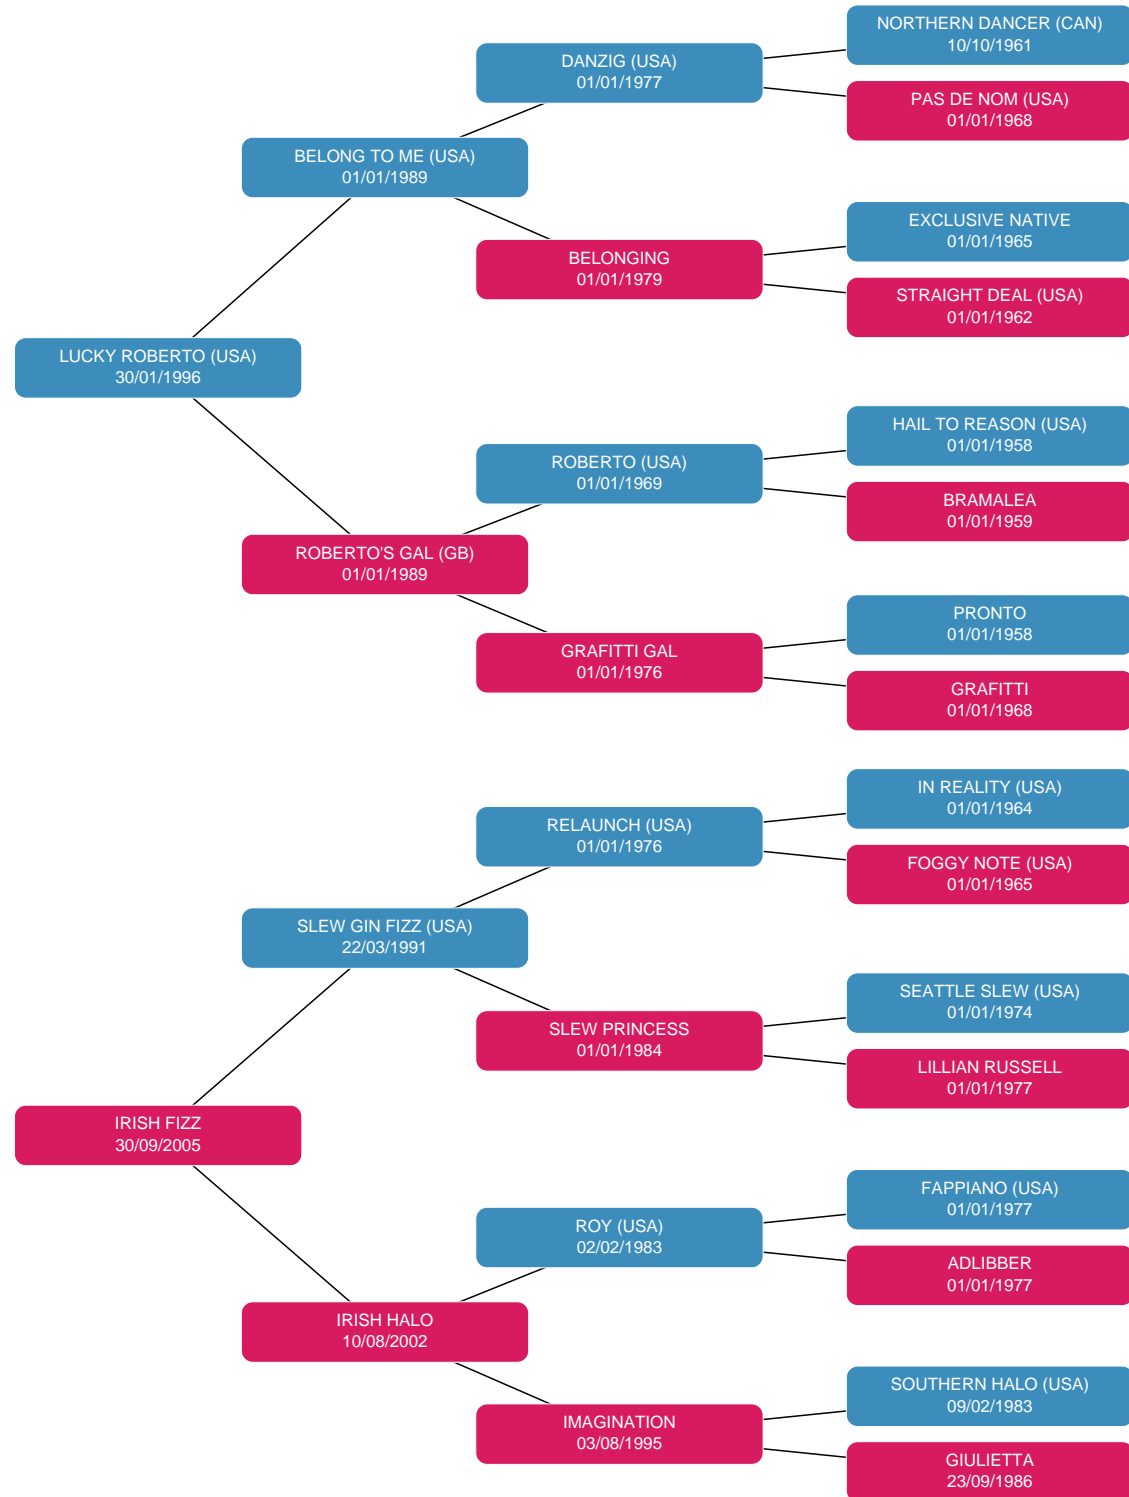 NORTHERN DANCER (CAN)
10/10/1961
DANZIG (USA)
01/01/1977
PAS DE NOM (USA)
01/01/1968
BELONG TO ME (USA)
01/01/1989
EXCLUSIVE NATIVE
01/01/1965
BELONGING
01/01/1979
STRAIGHT DEAL (USA)
01/01/1962
LUCKY ROBERTO (USA)
30/01/1996
HAIL TO REASON (USA)
01/01/1958
ROBERTO (USA)
01/01/1969
BRAMALEA
01/01/1959
ROBERTO'S GAL (GB)
01/01/1989
PRONTO
01/01/1958
GRAFITTI GAL
01/01/1976
GRAFITTI
01/01/1968
IN REALITY (USA)
01/01/1964
RELAUNCH (USA)
01/01/1976
FOGGY NOTE (USA)
01/01/1965
SLEW GIN FIZZ (USA)
22/03/1991
SEATTLE SLEW (USA)
01/01/1974
SLEW PRINCESS
01/01/1984
LILLIAN RUSSELL
01/01/1977
IRISH FIZZ
30/09/2005
FAPPIANO (USA)
01/01/1977
ROY (USA)
02/02/1983
ADLIBBER
01/01/1977
IRISH HALO
10/08/2002
SOUTHERN HALO (USA)
09/02/1983
IMAGINATION
03/08/1995
GIULIETTA
23/09/1986